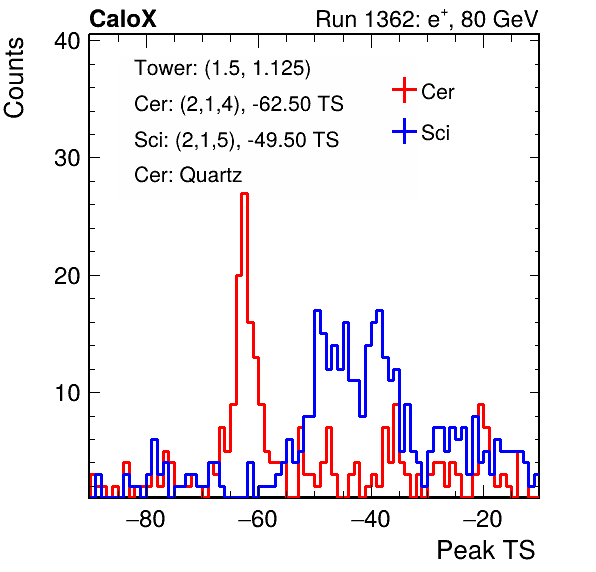 CaloX Run 1362: e⁺, 80 GeV
Counts
40
30
20
10
Tower: (1.5, 1.125)
Cer: (2,1,4), -62.50 TS
Sci: (2,1,5), -49.50 TS
Cer: Quartz
Cer
Sci
−80 −60 −40 −20
Peak TS